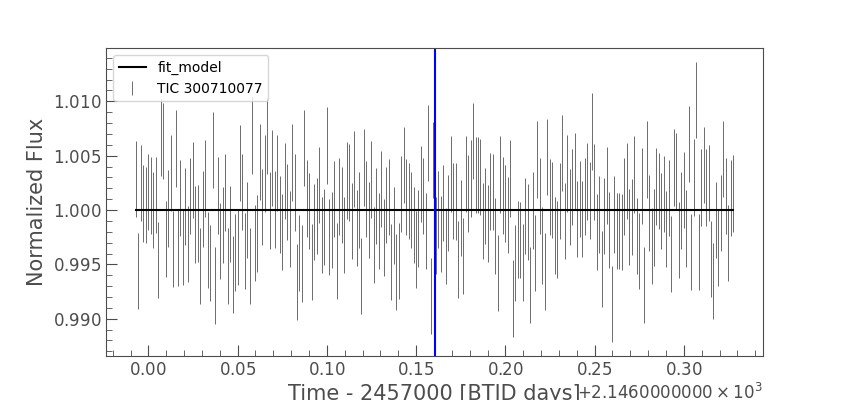 fit_model
TIC 300710077
1.010
1.005
1.000
0.995
0.990
Normalized Flux
0.00 0.05 0.10 0.15 0.20 0.25 0.30
Time - 2457000 [BTJD days]
+2.1460000000 × 10³